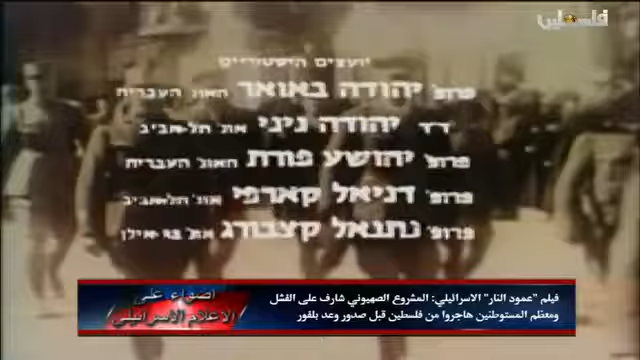 فلسطين
יועצים היסטוריים
פרופ' יהודה באואר האונ' העברית
ד"ר יהודה ניני אונ' תל-אביב
פרופ' יהושע פורת האונ' העברית
פרופ' דניאל קארפי אונ' תל-אביב
פרופ' נתנאל קצבורג אונ' בר-אילן
اضواء على
الاعلام الاسرائيلي
فيلم "عمود النار" الاسرائيلي: المشروع الصهيوني شارف على الفشل
ومعظم المستوطنين هاجروا من فلسطين قبل صدور وعد بلفور